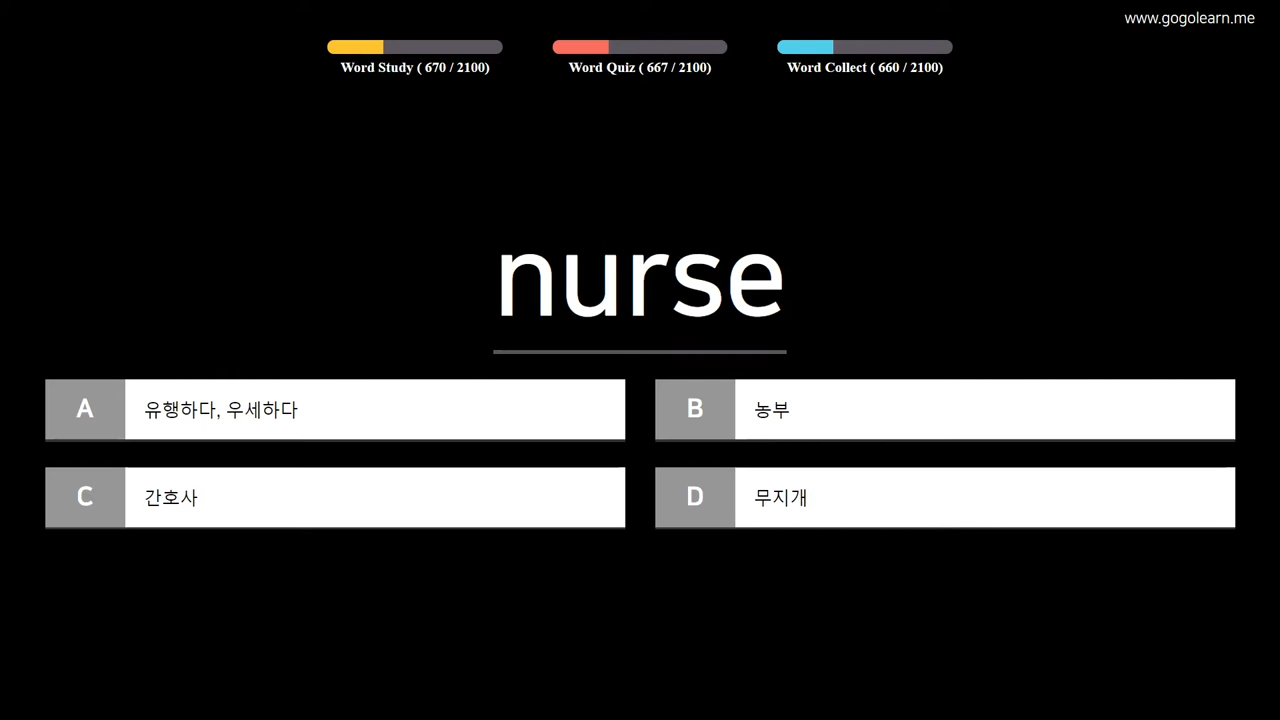 www.gogolearn.me
Word Study ( 670 / 2100)
Word Quiz ( 667 / 2100)
Word Collect ( 660 / 2100)
nurse
A 유행하다, 우세하다
B 농부
C 간호사
D 무지개